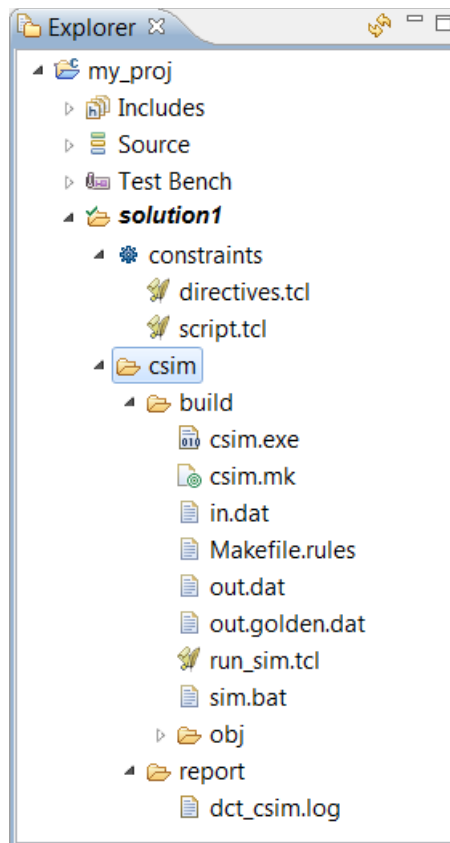 Explorer
my_proj
Includes
Source
Test Bench
solution1
constraints
directives.tcl
script.tcl
csim
build
csim.exe
csim.mk
in.dat
Makefile.rules
out.dat
out.golden.dat
run_sim.tcl
sim.bat
obj
report
dct_csim.log